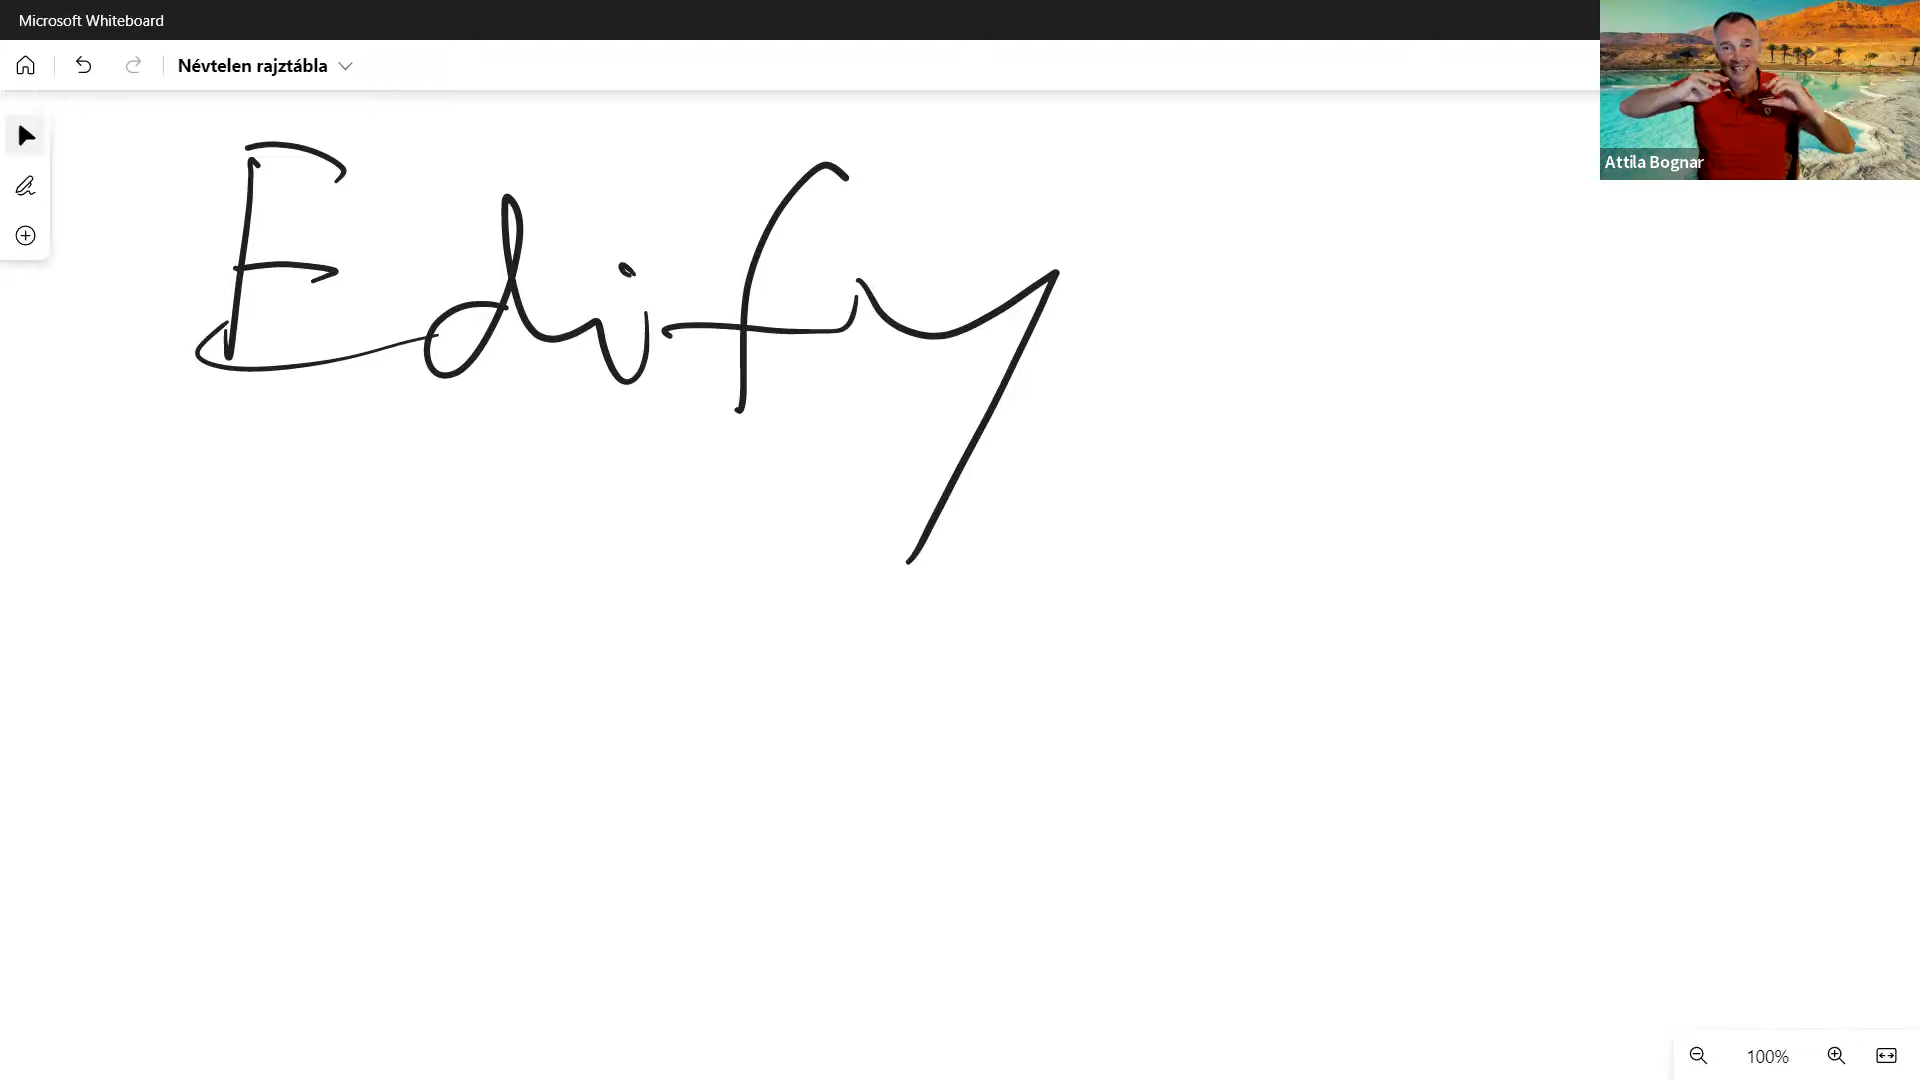 Microsoft Whiteboard
Névtelen rajztábla
Attila Bognar
Edify
100%